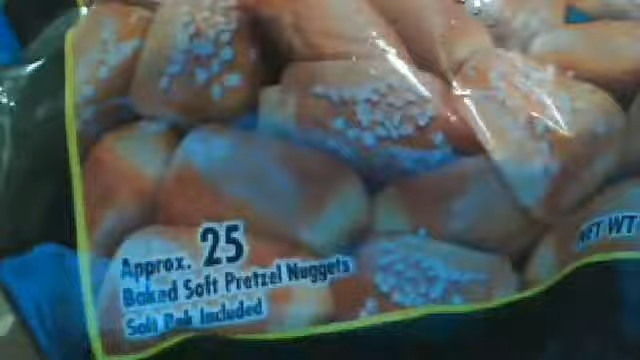 Approx. 25
Baked Soft Pretzel Nuggets
Salt Pak Included
NET WT